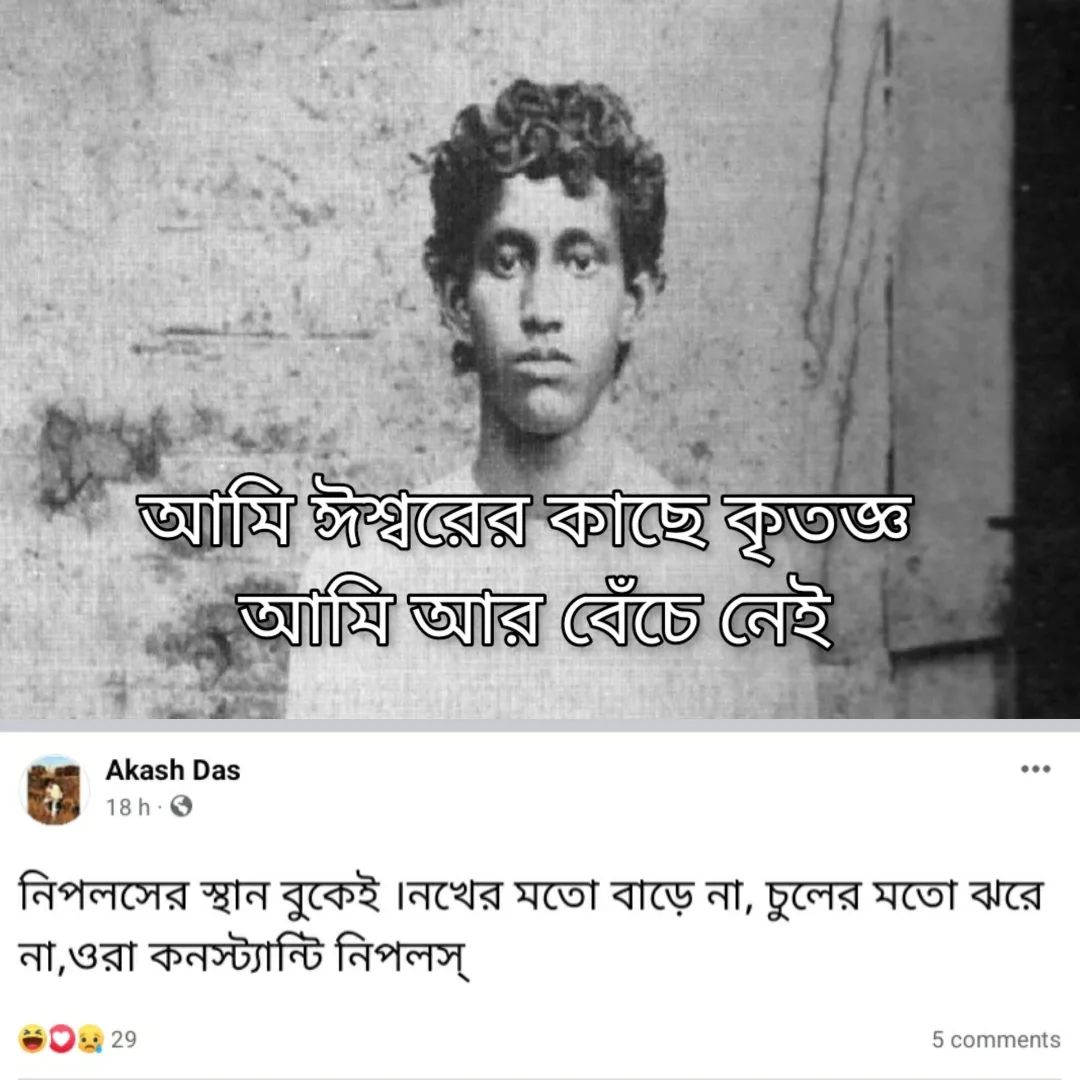 আমি ঈশ্বরের কাছে কৃতজ্ঞ
আমি আর বেঁচে নেই
Akash Das
18 h ·
নিপলসের স্থান বুকেই ।নখের মতো বাড়ে না, চুলের মতো ঝরে
না,ওরা কনস্ট্যান্টি নিপলস্
29
5 comments